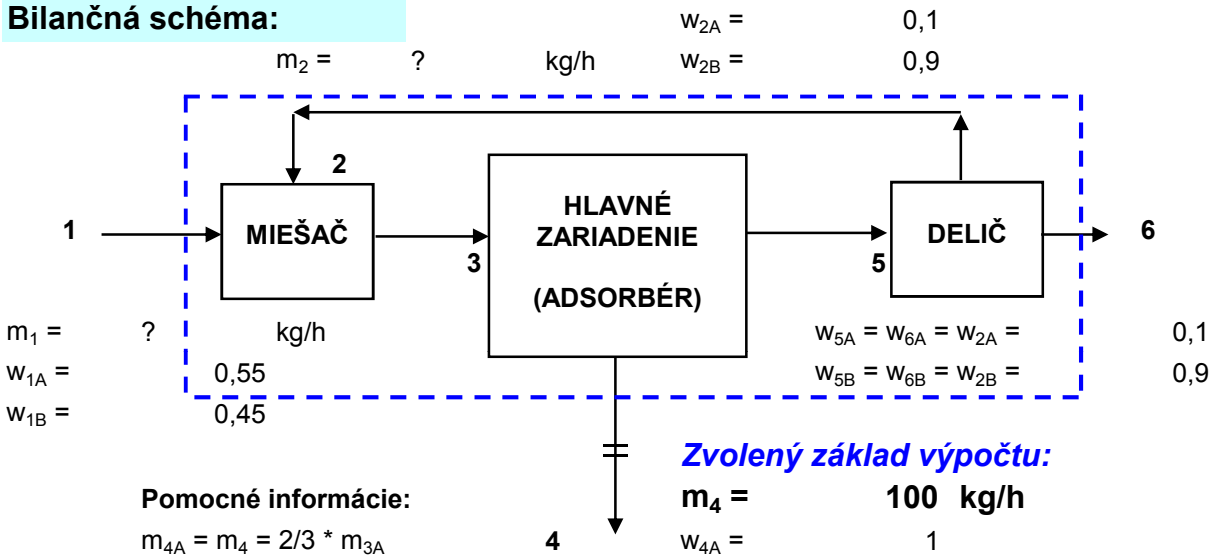 Bilančná schéma:
w2A = 0,1
m2 = ? kg/h w2B = 0,9
2
1 MIEŠAČ
3
HLAVNÉ
ZARIADENIE
(ADSORBÉR)
5
DELIČ 6
m1 = ? kg/h
w1A = 0,55
w1B = 0,45
w5A = w6A = w2A = 0,1
w5B = w6B = w2B = 0,9
Zvolený základ výpočtu:
m4 = 100 kg/h
Pomocné informácie:
m4A = m4 = 2/3 * m3A
4
w4A = 1